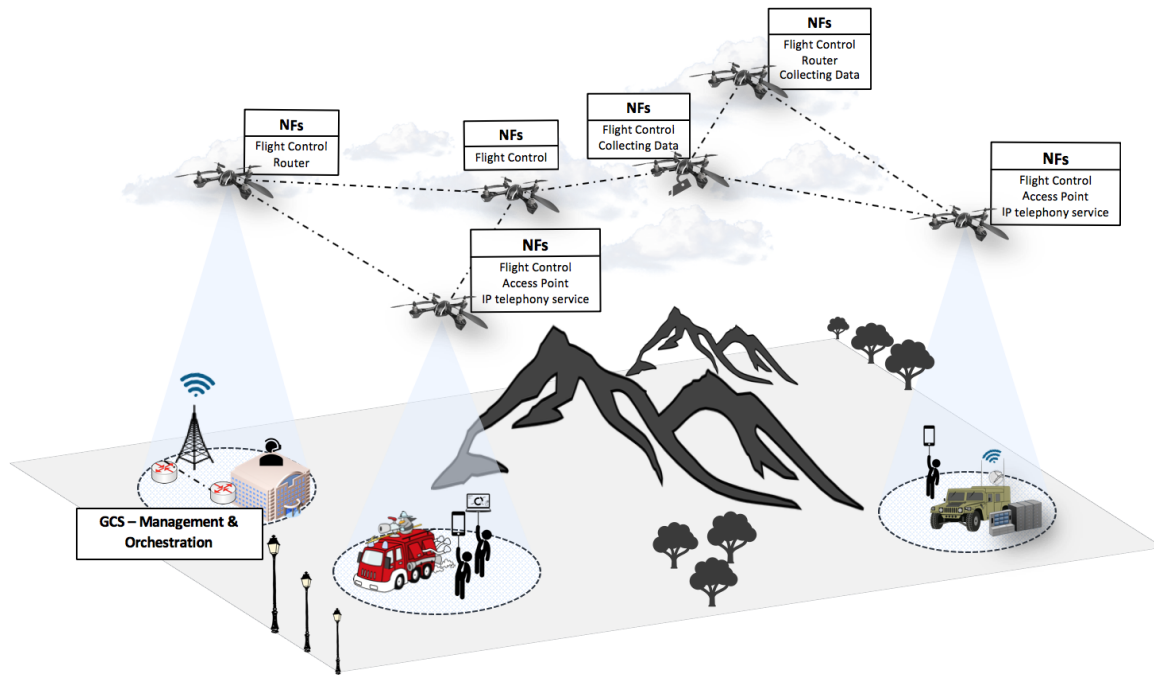 NFs
Flight Control
Router
Collecting Data
NFs
Flight Control
Collecting Data
NFs
Flight Control
Router
NFs
Flight Control
NFs
Flight Control
Access Point
IP telephony service
NFs
Flight Control
Access Point
IP telephony service
GCS – Management &
Orchestration